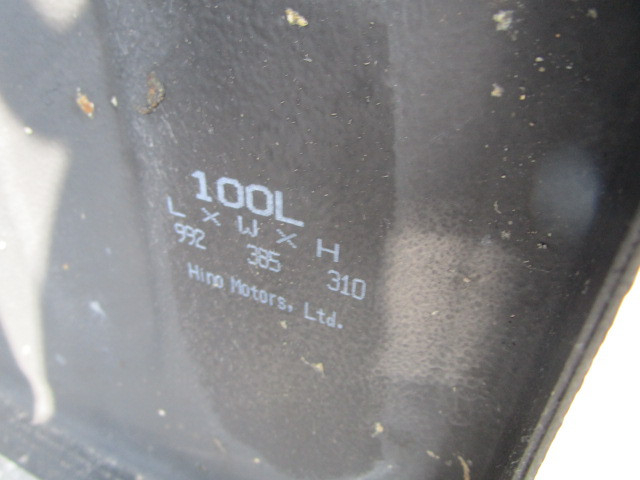 100L
L × W × H
992 385 310
Hino Motors, Ltd.